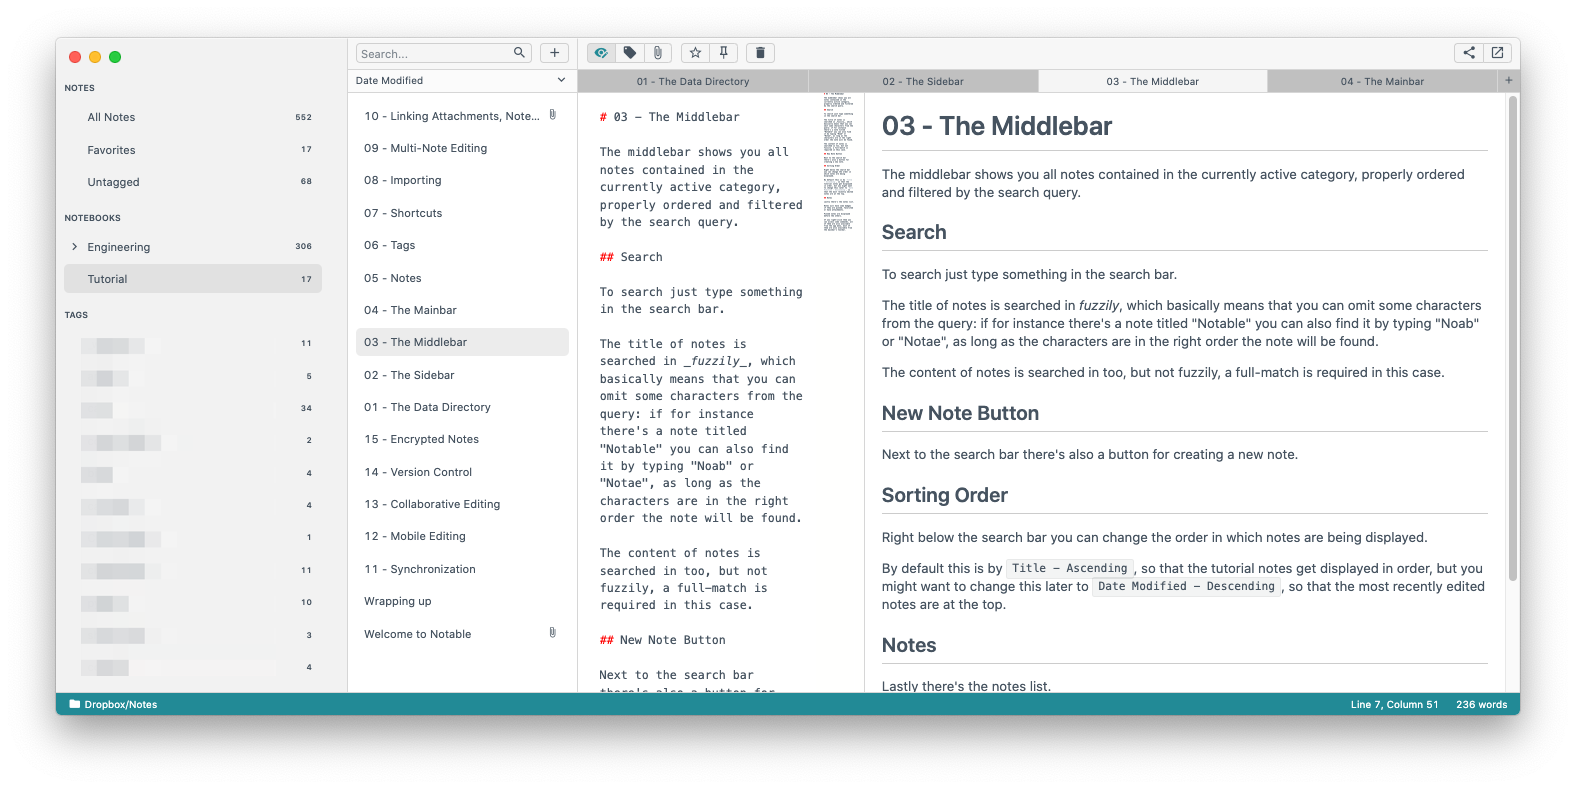 NOTES
All Notes 552
Favorites 17
Untagged 68
NOTEBOOKS
Engineering 306
Tutorial 17
TAGS
11
5
34
2
4
4
1
11
10
3
4
Search...
Date Modified
10 - Linking Attachments, Note...
09 - Multi-Note Editing
08 - Importing
07 - Shortcuts
06 - Tags
05 - Notes
04 - The Mainbar
03 - The Middlebar
02 - The Sidebar
01 - The Data Directory
15 - Encrypted Notes
14 - Version Control
13 - Collaborative Editing
12 - Mobile Editing
11 - Synchronization
Wrapping up
Welcome to Notable
01 - The Data Directory
02 - The Sidebar
03 - The Middlebar
04 - The Mainbar
# 03 - The Middlebar
The middlebar shows you all
notes contained in the
currently active category,
properly ordered and filtered
by the search query.
## Search
To search just type something
in the search bar.
The title of notes is
searched in _fuzzily_, which
basically means that you can
omit some characters from the
query: if for instance
there's a note titled
"Notable" you can also find
it by typing "Noab" or
"Notae", as long as the
characters are in the right
order the note will be found.
The content of notes is
searched in too, but not
fuzzily, a full-match is
required in this case.
## New Note Button
Next to the search bar
there's also a button for
03 - The Middlebar
The middlebar shows you all notes contained in the currently active category, properly ordered
and filtered by the search query.
Search
To search just type something in the search bar.
The title of notes is searched in fuzzily, which basically means that you can omit some characters
from the query: if for instance there's a note titled "Notable" you can also find it by typing "Noab"
or "Notae", as long as the characters are in the right order the note will be found.
The content of notes is searched in too, but not fuzzily, a full-match is required in this case.
New Note Button
Next to the search bar there's also a button for creating a new note.
Sorting Order
Right below the search bar you can change the order in which notes are being displayed.
By default this is by Title - Ascending, so that the tutorial notes get displayed in order, but you
might want to change this later to Date Modified - Descending, so that the most recently edited
notes are at the top.
Notes
Lastly there's the notes list.
Dropbox/Notes
Line 7, Column 51 236 words